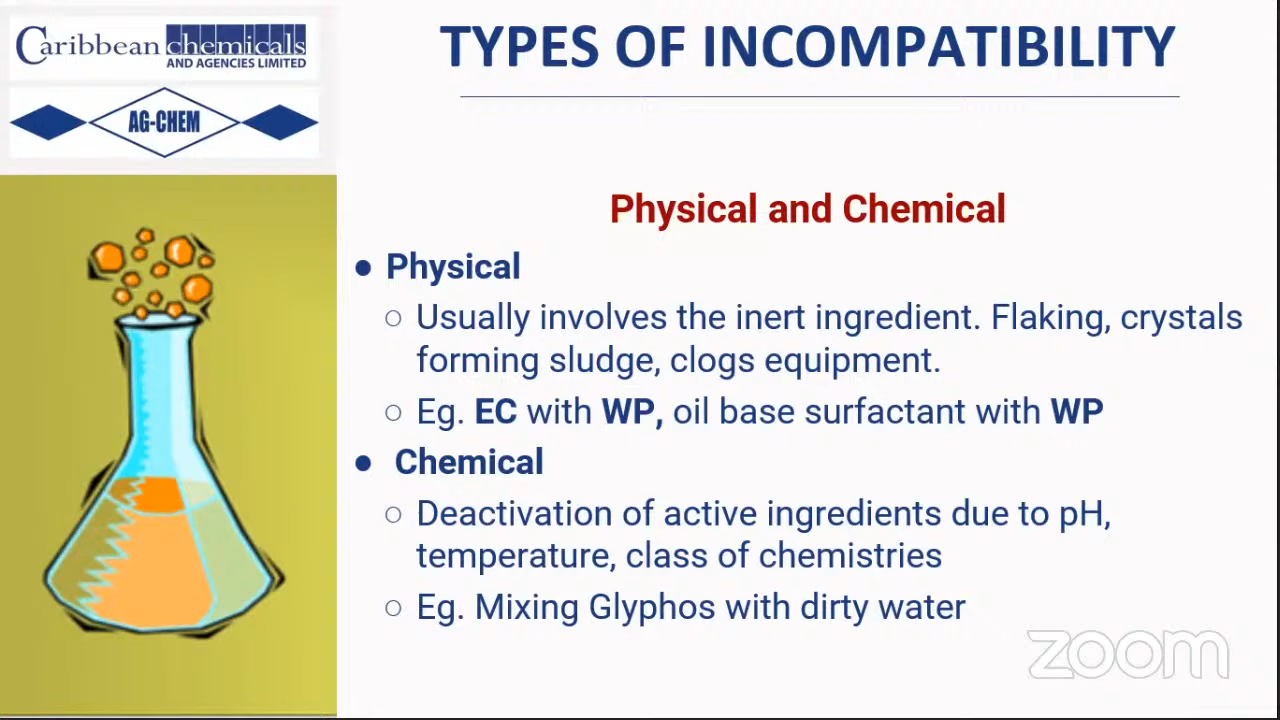 Caribbean chemicals
AND AGENCIES LIMITED
AG-CHEM
TYPES OF INCOMPATIBILITY
Physical and Chemical
● Physical
○ Usually involves the inert ingredient. Flaking, crystals
forming sludge, clogs equipment.
○ Eg. EC with WP, oil base surfactant with WP
● Chemical
○ Deactivation of active ingredients due to pH,
temperature, class of chemistries
○ Eg. Mixing Glyphos with dirty water
zoom